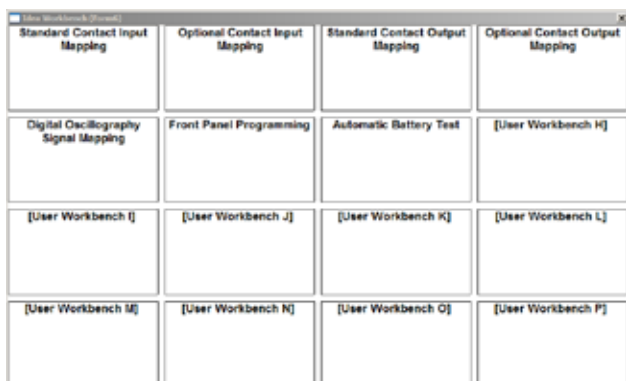 Idea Workbench [Form6]
Standard Contact Input
Mapping
Optional Contact Input
Mapping
Standard Contact Output
Mapping
Optional Contact Output
Mapping
Digital Oscillography
Signal Mapping
Front Panel Programming
Automatic Battery Test
[User Workbench H]
[User Workbench I]
[User Workbench J]
[User Workbench K]
[User Workbench L]
[User Workbench M]
[User Workbench N]
[User Workbench O]
[User Workbench P]